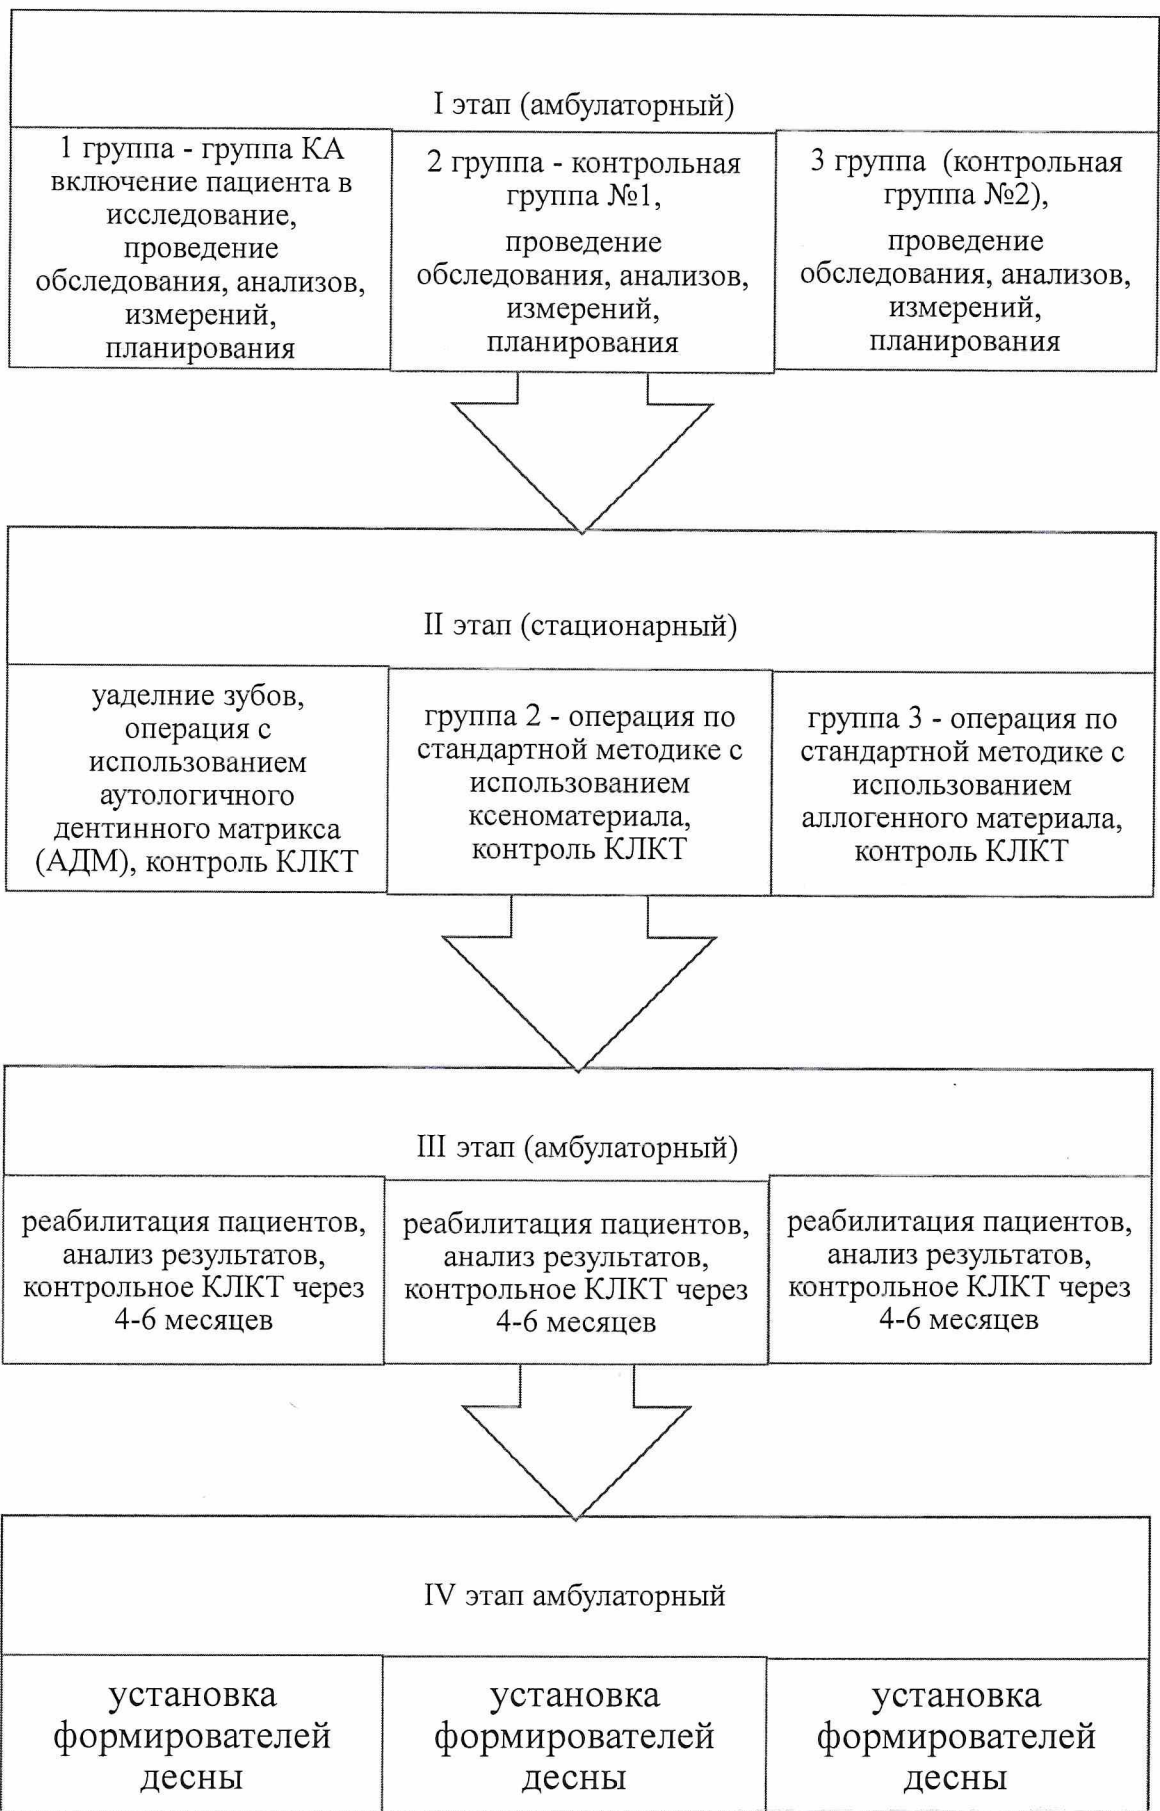 I этап (амбулаторный)
1 группа - группа КА
включение пациента в
исследование,
проведение
обследования, анализов,
измерений,
планирования
2 группа - контрольная
группа №1,
проведение
обследования, анализов,
измерений,
планирования
3 группа (контрольная
группа №2),
проведение
обследования, анализов,
измерений,
планирования
II этап (стационарный)
уаделние зубов,
операция с
использованием
аутологичного
дентинного матрикса
(АДМ), контроль КЛКТ
группа 2 - операция по
стандартной методике с
использованием
ксеноматериала,
контроль КЛКТ
группа 3 - операция по
стандартной методике с
использованием
аллогенного материала,
контроль КЛКТ
III этап (амбулаторный)
реабилитация пациентов,
анализ результатов,
контрольное КЛКТ через
4-6 месяцев
реабилитация пациентов,
анализ результатов,
контрольное КЛКТ через
4-6 месяцев
реабилитация пациентов,
анализ результатов,
контрольное КЛКТ через
4-6 месяцев
IV этап амбулаторный
установка
формирователей
десны
установка
формирователей
десны
установка
формирователей
десны